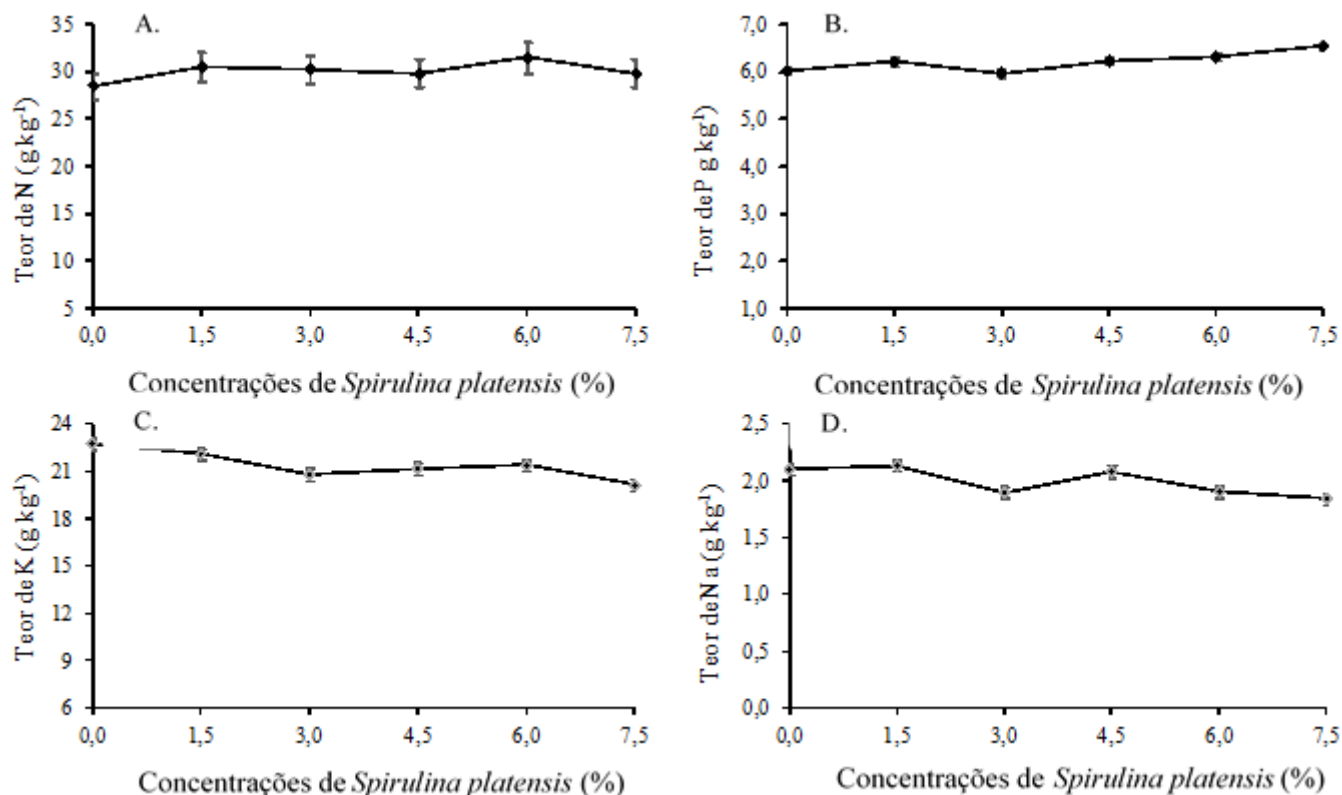 A.
Teor de N (g kg⁻¹)
35
30
25
20
15
10
5
0,0 1,5 3,0 4,5 6,0 7,5
Concentrações de Spirulina platensis (%)
B.
Teor de P g kg⁻¹)
7,0
6,0
5,0
4,0
3,0
2,0
1,0
0,0 1,5 3,0 4,5 6,0 7,5
Concentrações de Spirulina platensis (%)
C.
Teor de K (g kg⁻¹)
24
21
18
15
12
9
6
0,0 1,5 3,0 4,5 6,0 7,5
Concentrações de Spirulina platensis (%)
D.
Teor de Na (g kg⁻¹)
2,5
2,0
1,5
1,0
0,5
0,0
0,0 1,5 3,0 4,5 6,0 7,5
Concentrações de Spirulina platensis (%)